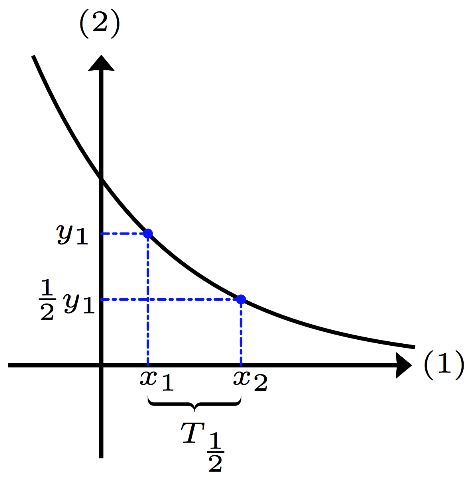 (2)
y₁
½ y₁
x₁ x₂ (1)
T½